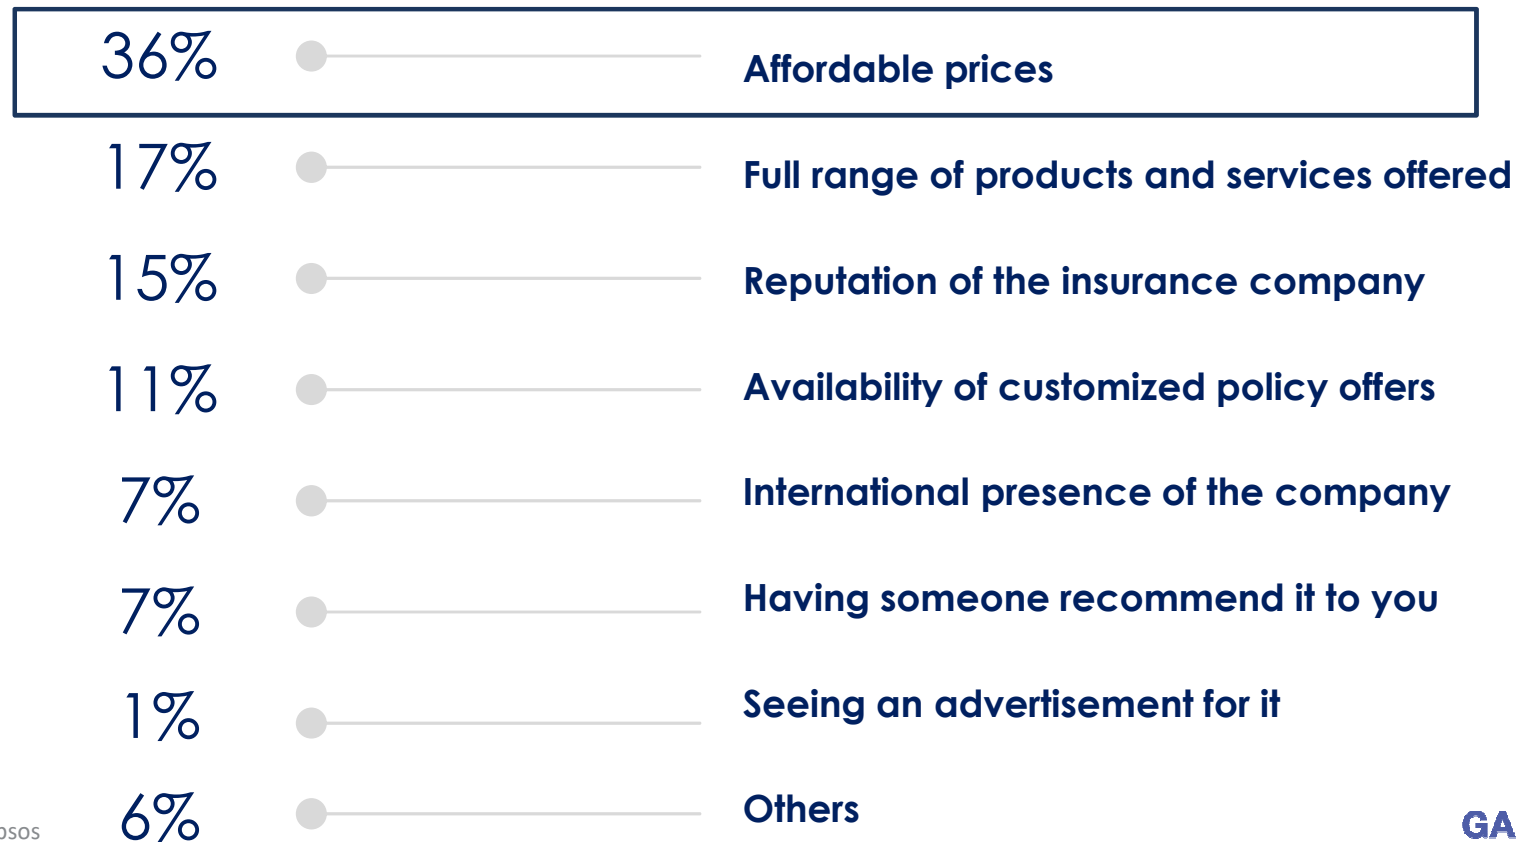 36% Affordable prices
17% Full range of products and services offered
15% Reputation of the insurance company
11% Availability of customized policy offers
7% International presence of the company
7% Having someone recommend it to you
1% Seeing an advertisement for it
6% Others
psos
GA